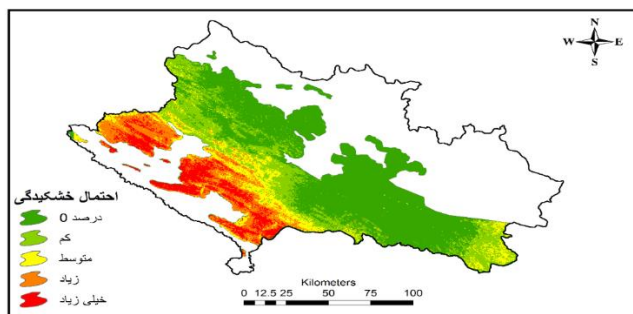 N
W E
S
احتمال خشکیدگی
درصد 0
کم
متوسط
زیاد
خیلی زیاد
Kilometers
0 12.5 25 50 75 100